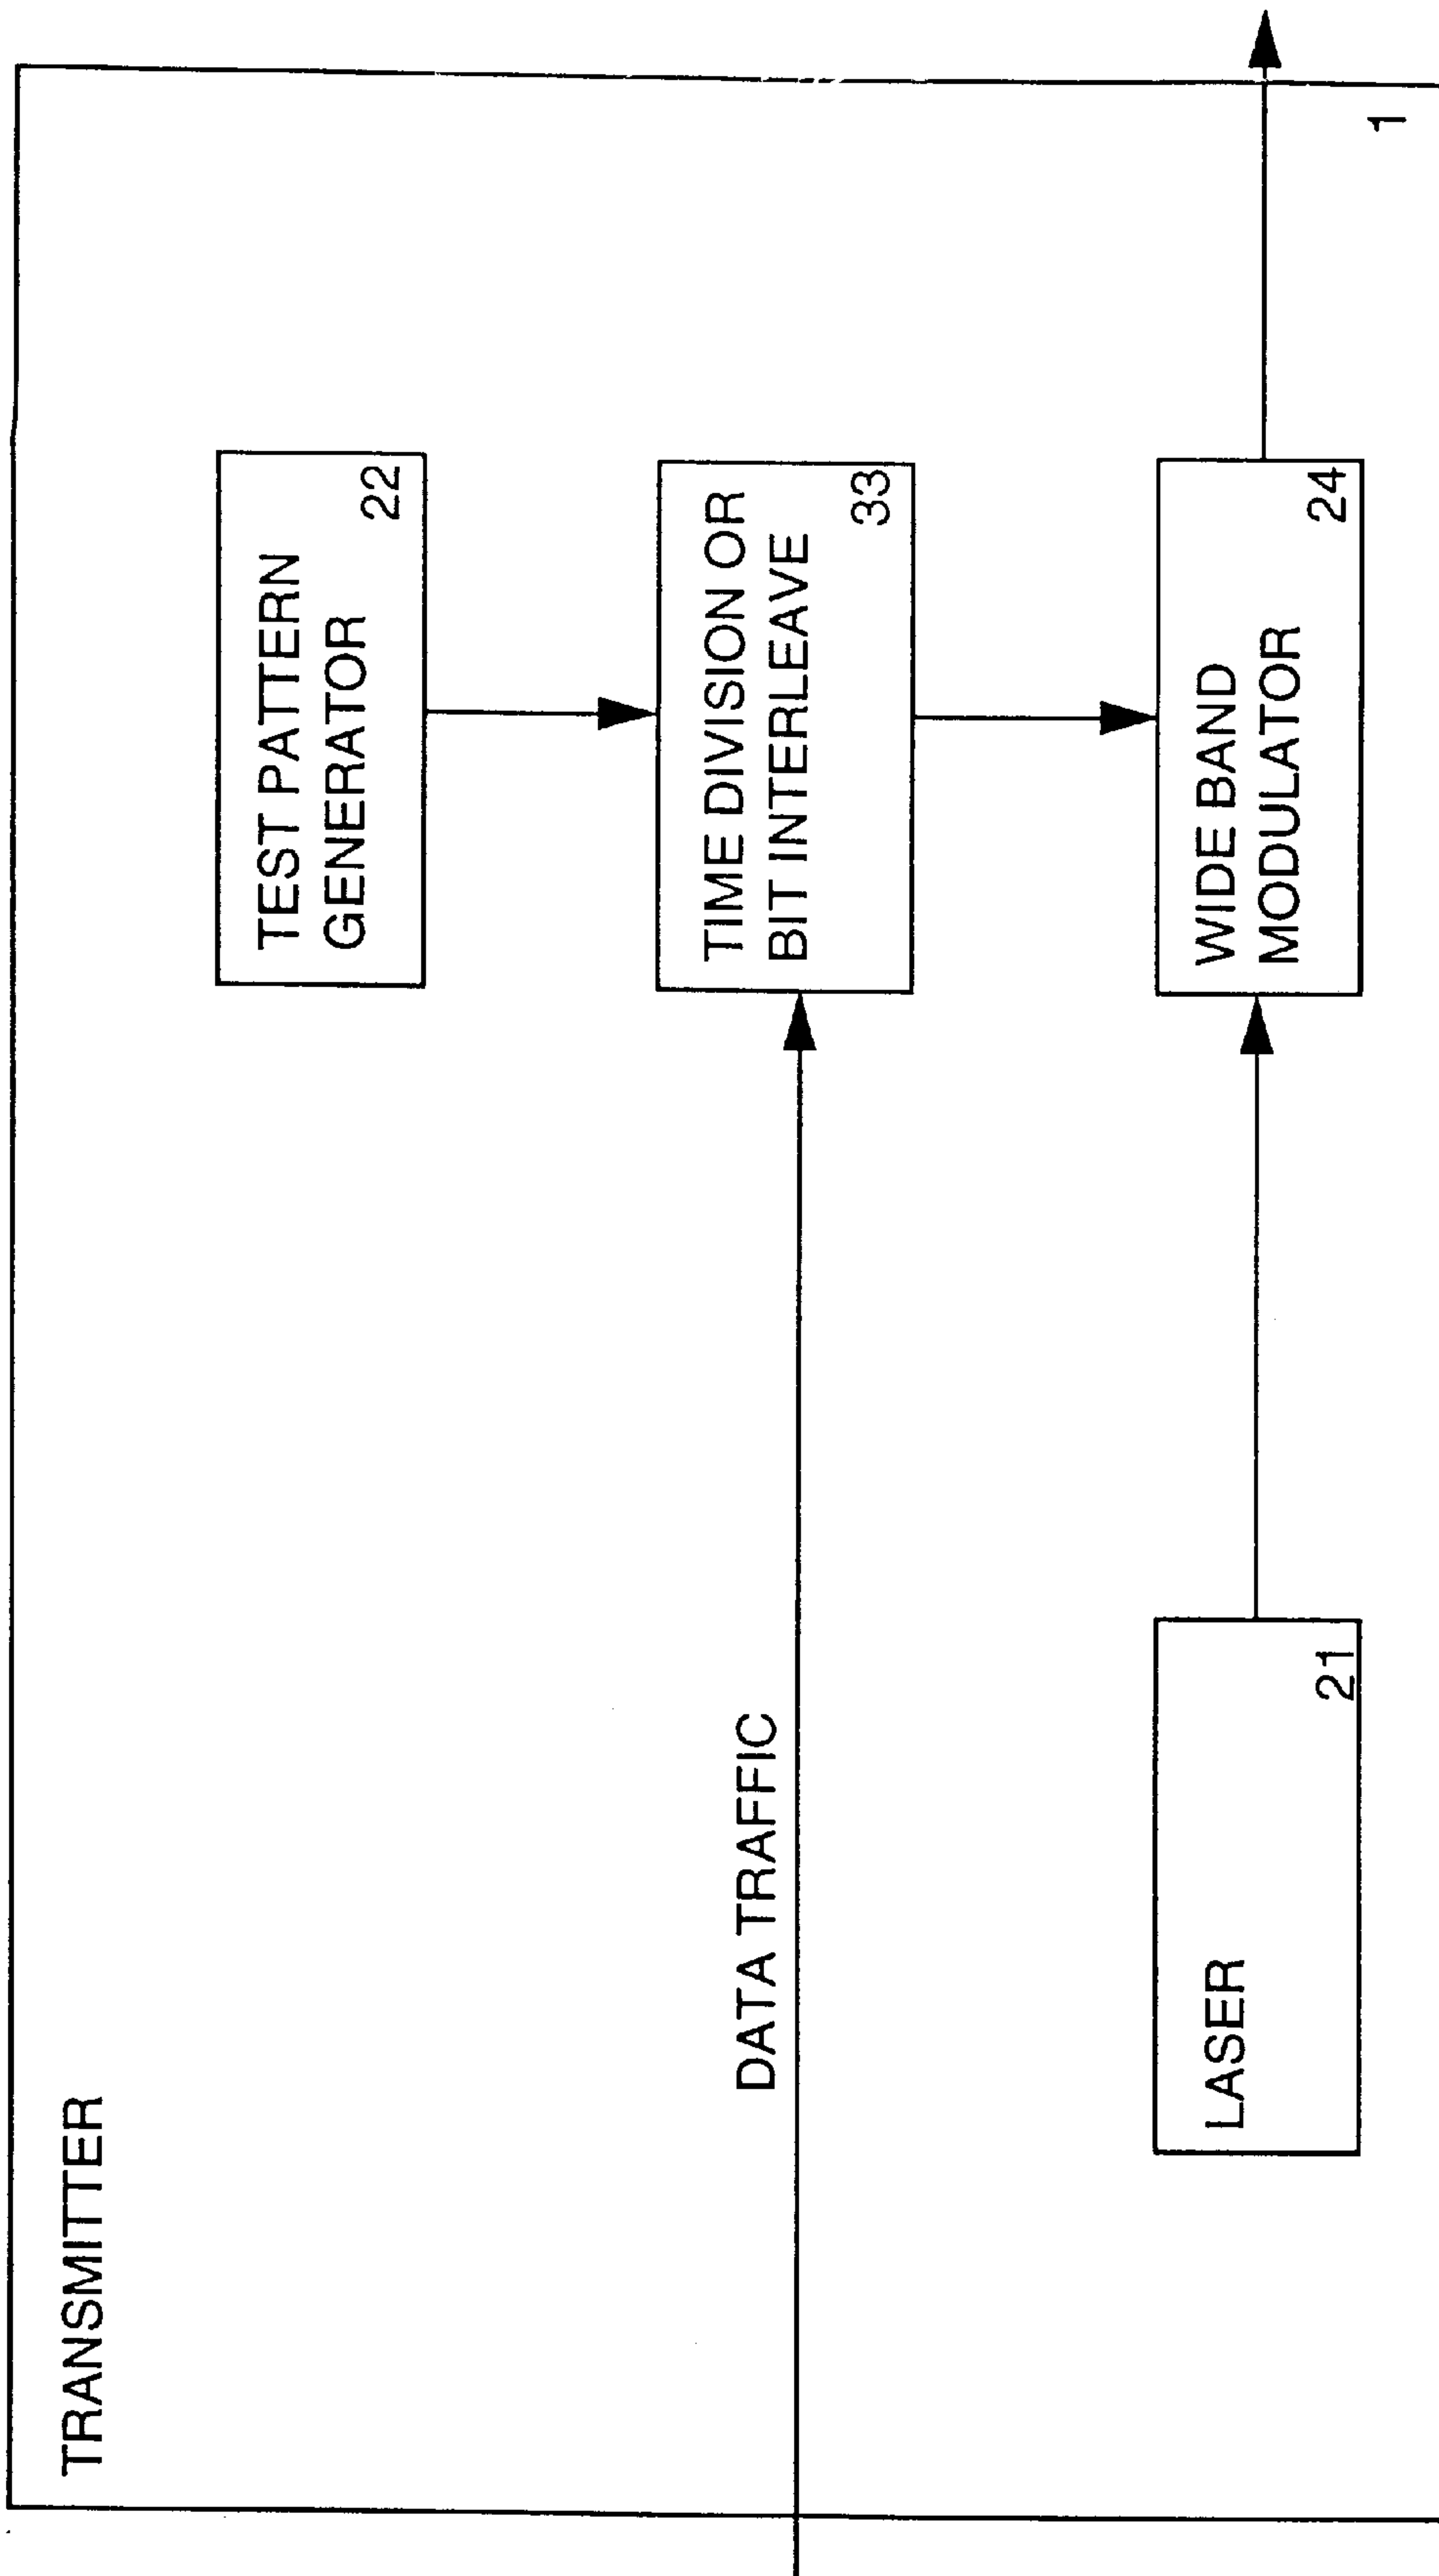 TRANSMITTER
TEST PATTERN
GENERATOR
22
DATA TRAFFIC
TIME DIVISION OR
BIT INTERLEAVE
33
LASER
21
WIDE BAND
MODULATOR
24
1